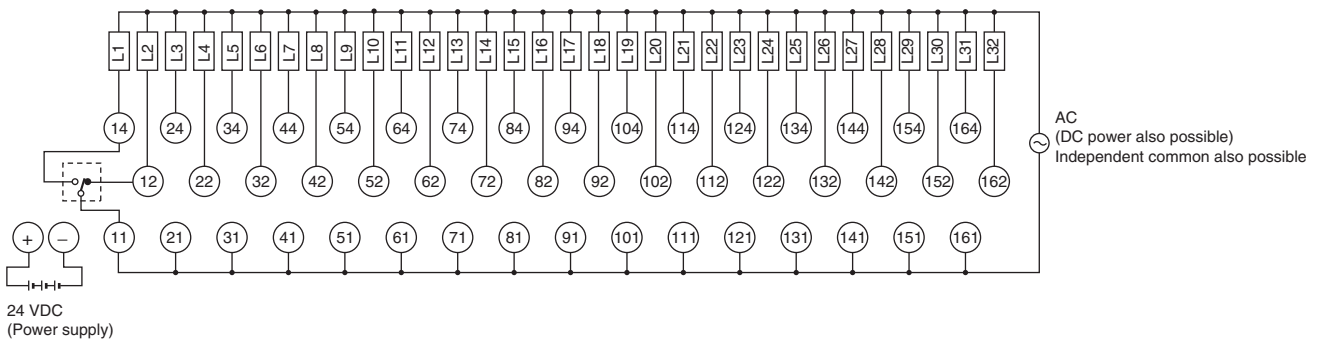 L1 L2 L3 L4 L5 L6 L7 L8 L9 L10 L11 L12 L13 L14 L15 L16 L17 L18 L19 L20 L21 L22 L23 L24 L25 L26 L27 L28 L29 L30 L31 L32
14 24 34 44 54 64 74 84 94 104 114 124 134 144 154 164
AC
(DC power also possible)
Independent common also possible
12 22 32 42 52 62 72 82 92 102 112 122 132 142 152 162
+ − 11 21 31 41 51 61 71 81 91 101 111 121 131 141 151 161
24 VDC
(Power supply)